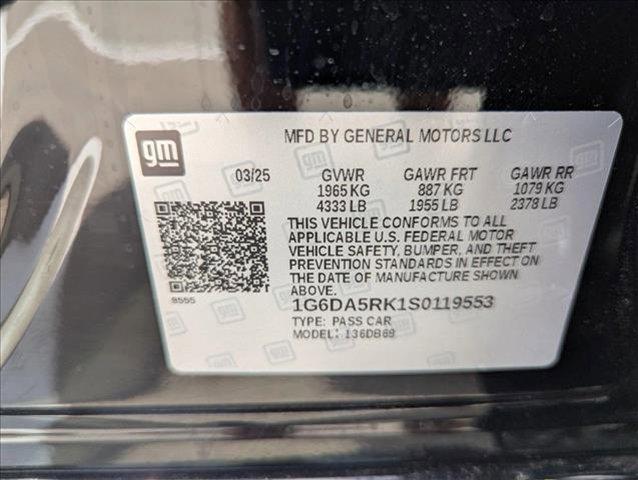 gm
MFD BY GENERAL MOTORS LLC
03/25 GVWR GAWR FRT GAWR RR
1965 KG 887 KG 1079 KG
4333 LB 1955 LB 2378 LB
THIS VEHICLE CONFORMS TO ALL
APPLICABLE U.S. FEDERAL MOTOR
VEHICLE SAFETY, BUMPER, AND THEFT
PREVENTION STANDARDS IN EFFECT ON
THE DATE OF MANUFACTURE SHOWN
ABOVE.
1G6DA5RK1S0119553
TYPE: PASS CAR
MODEL: 136DB69